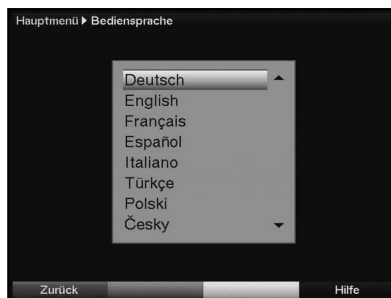 Hauptmenü ▶ Bediensprache
Deutsch
English
Français
Español
Italiano
Türkçe
Polski
Česky
Zurück
Hilfe